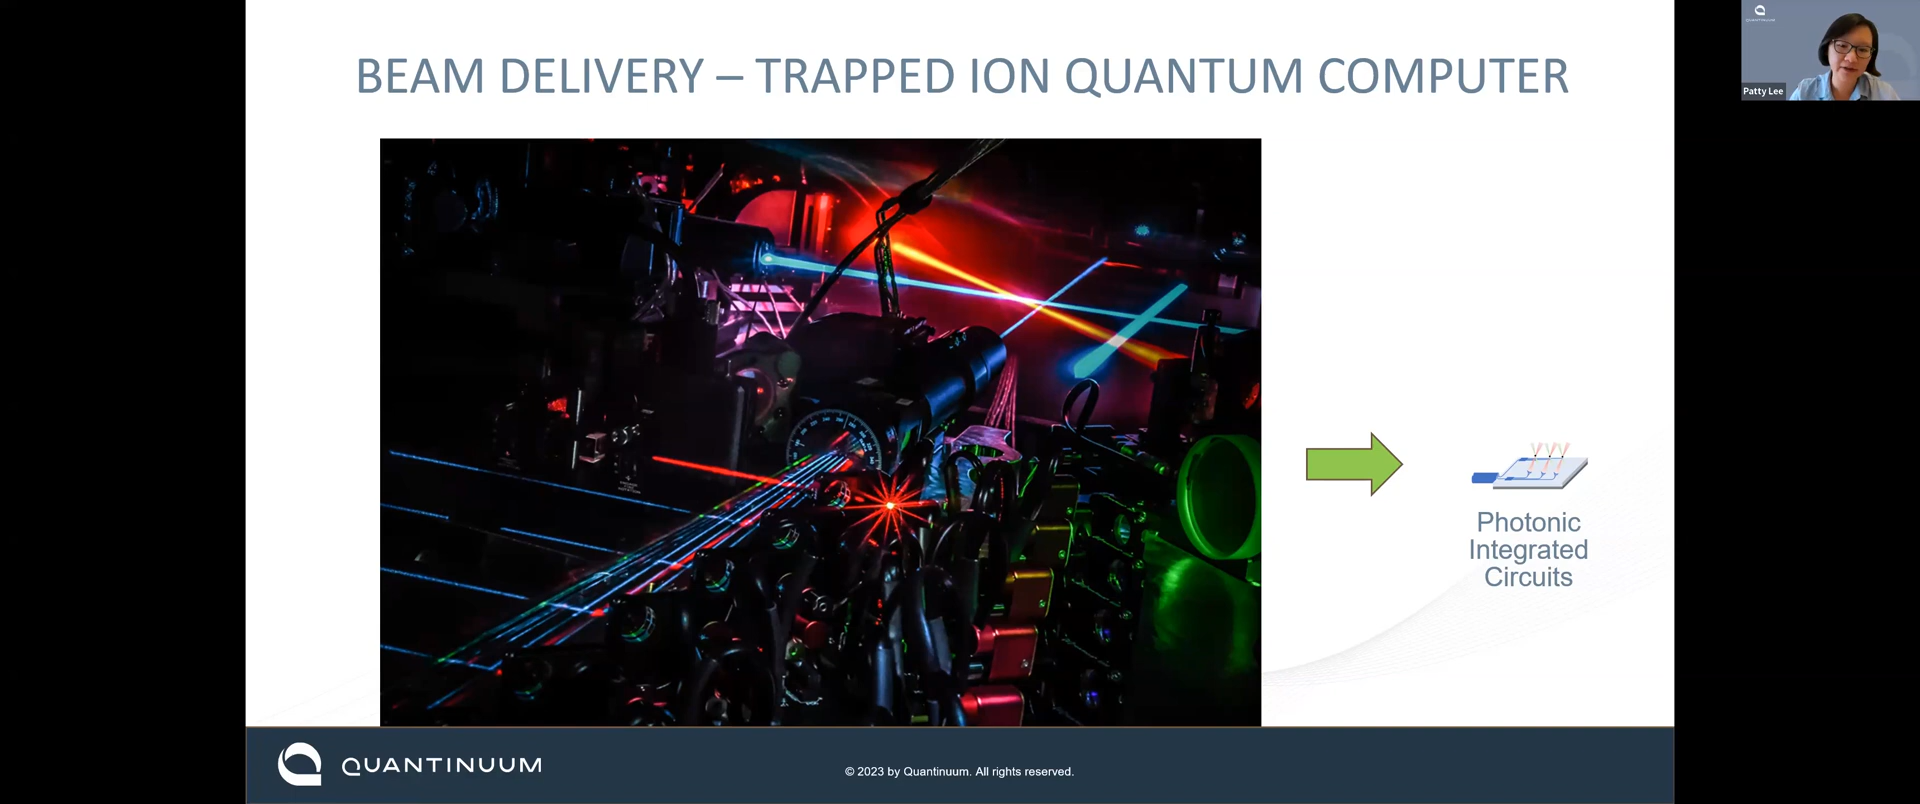 BEAM DELIVERY – TRAPPED ION QUANTUM COMPUTER
Patty Lee
Photonic
Integrated
Circuits
QUANTINUUM
© 2023 by Quantinuum. All rights reserved.